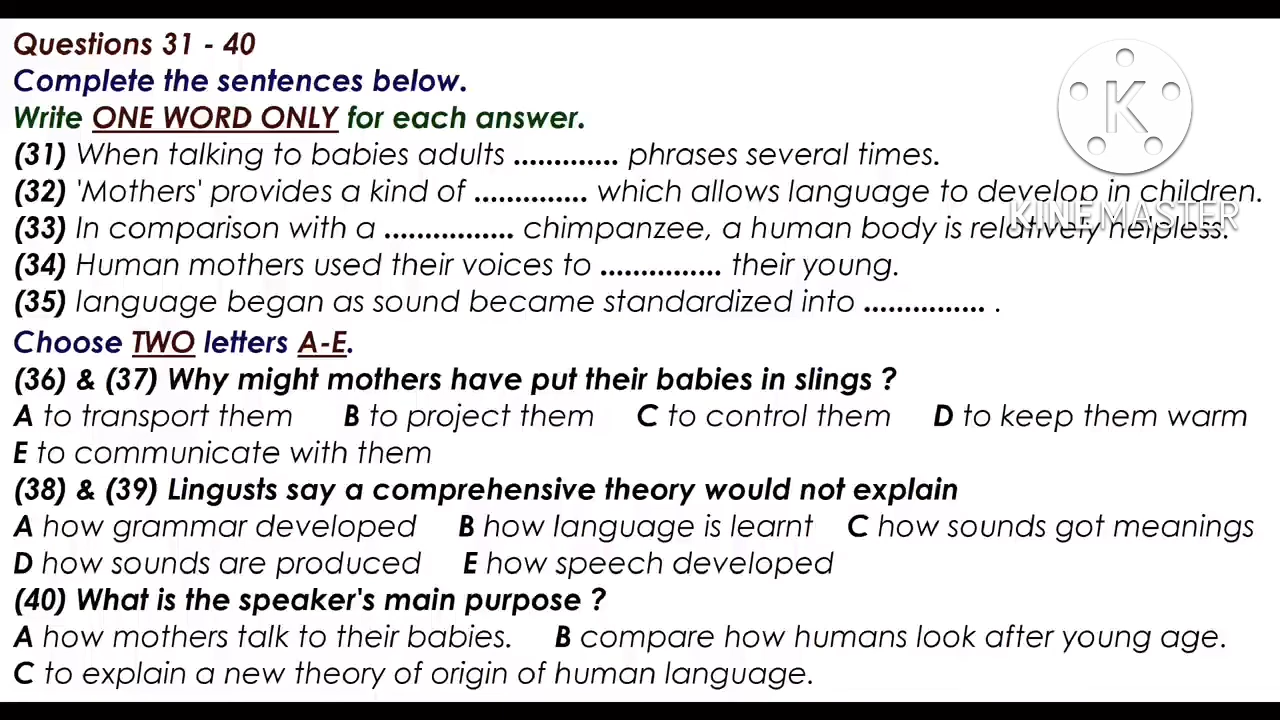 Questions 31 - 40
Complete the sentences below.
Write ONE WORD ONLY for each answer.
(31) When talking to babies adults ............. phrases several times.
(32) 'Mothers' provides a kind of .............. which allows language to develop in children.
(33) In comparison with a ................ chimpanzee, a human body is relatively helpless.
(34) Human mothers used their voices to ............... their young.
(35) language began as sound became standardized into ............... .
Choose TWO letters A-E.
(36) & (37) Why might mothers have put their babies in slings ?
A to transport them B to project them C to control them D to keep them warm
E to communicate with them
(38) & (39) Lingusts say a comprehensive theory would not explain
A how grammar developed B how language is learnt C how sounds got meanings
D how sounds are produced E how speech developed
(40) What is the speaker's main purpose ?
A how mothers talk to their babies. B compare how humans look after young age.
C to explain a new theory of origin of human language.
K
KINEMASTER